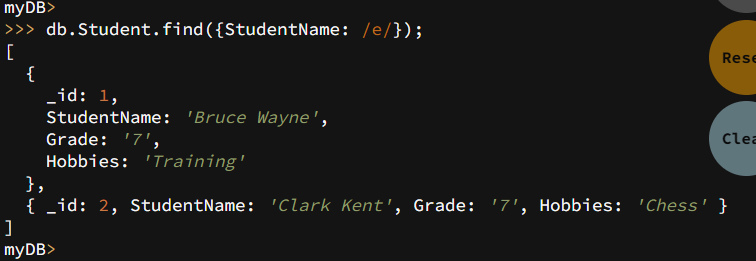 myDB>
>>> db.Student.find({StudentName: /e/});
[
  {
    _id: 1,
    StudentName: 'Bruce Wayne',
    Grade: '7',
    Hobbies: 'Training'
  },
  { _id: 2, StudentName: 'Clark Kent', Grade: '7', Hobbies: 'Chess' }
]
myDB>
Rese
Clea